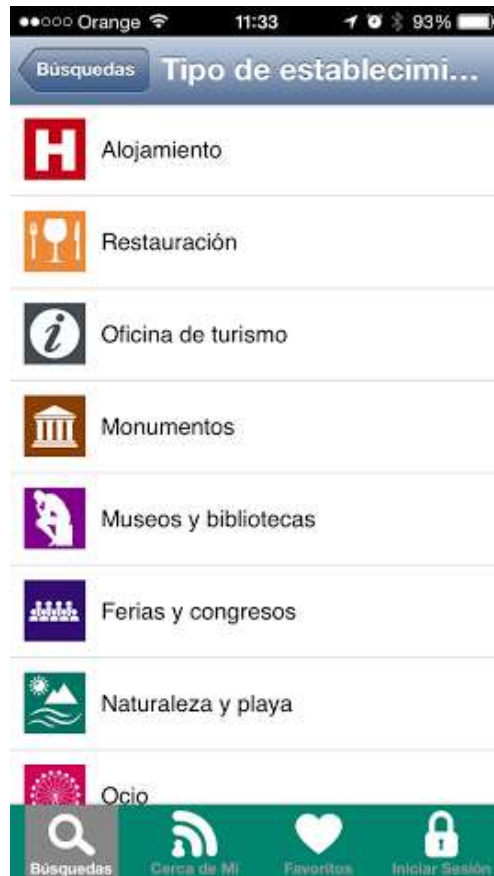 Orange 11:33 93%
Búsquedas Tipo de establecimi...
H Alojamiento
Restauración
i Oficina de turismo
Monumentos
Museos y bibliotecas
Ferias y congresos
Naturaleza y playa
Ocio
Búsquedas Cerca de Mi Favoritos Iniciar Sesión